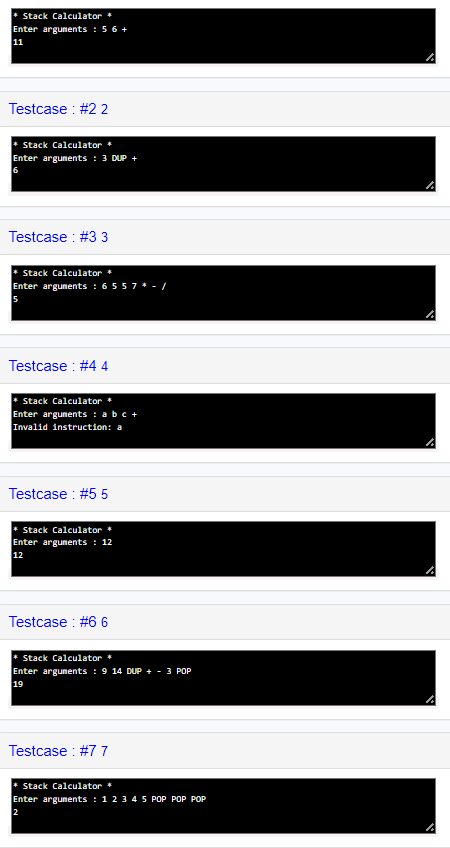 * Stack Calculator *
Enter arguments : 5 6 +
11
Testcase : #2 2
* Stack Calculator *
Enter arguments : 3 DUP +
6
Testcase : #3 3
* Stack Calculator *
Enter arguments : 6 5 5 7 * - /
5
Testcase : #4 4
* Stack Calculator *
Enter arguments : a b c +
Invalid instruction: a
Testcase : #5 5
* Stack Calculator *
Enter arguments : 12
12
Testcase : #6 6
* Stack Calculator *
Enter arguments : 9 14 DUP + - 3 POP
19
Testcase : #7 7
* Stack Calculator *
Enter arguments : 1 2 3 4 5 POP POP POP
2